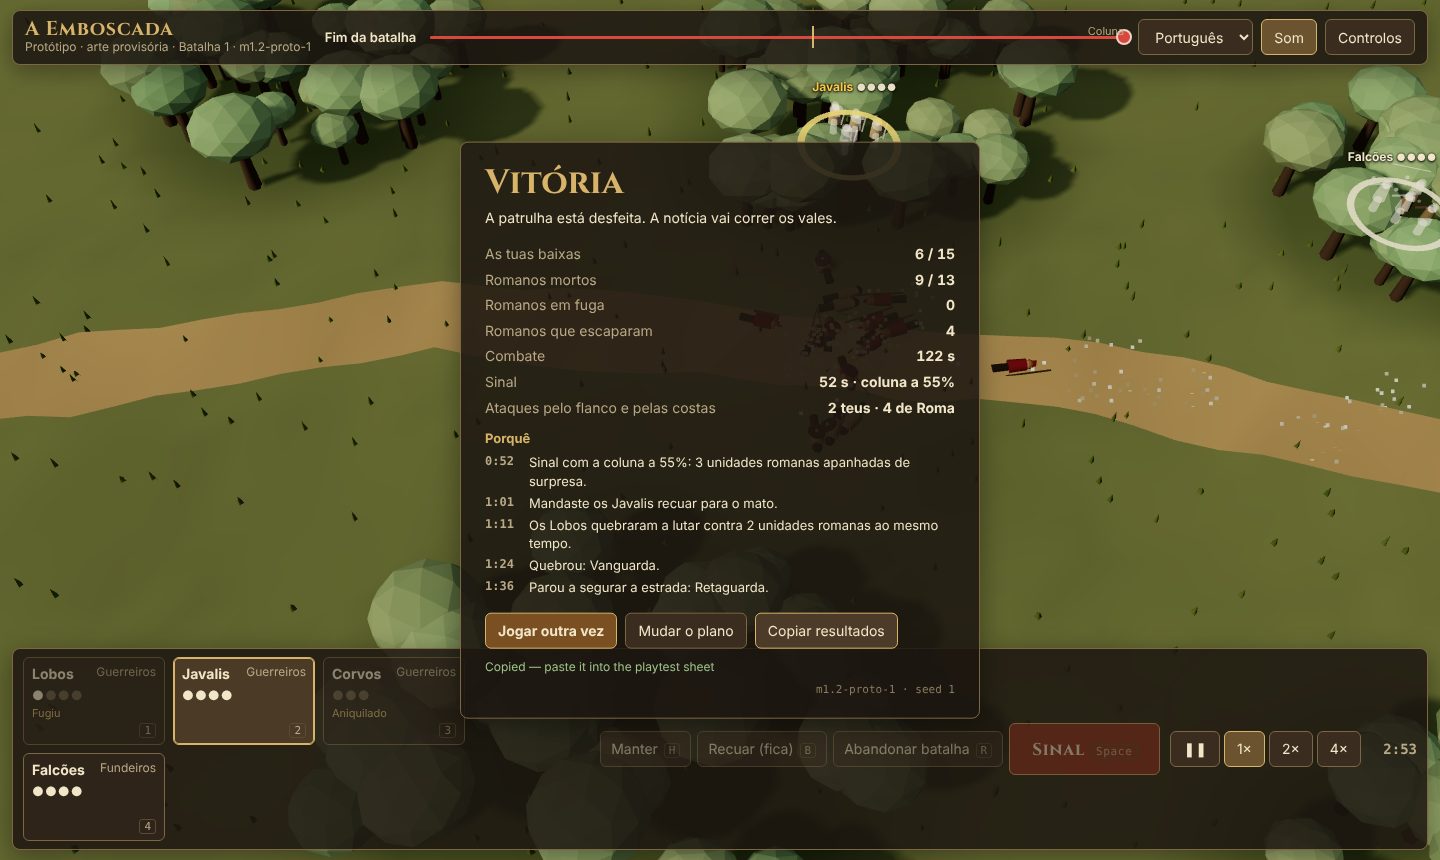 A Emboscada
Protótipo · arte provisória · Batalha 1 · m1.2-proto-1
Fim da batalha
Português
Som
Controlos
Javalis
Falcões
Vitória
A patrulha está desfeita. A notícia vai correr os vales.
As tuas baixas 6 / 15
Romanos mortos 9 / 13
Romanos em fuga 0
Romanos que escaparam 4
Combate 122 s
Sinal 52 s · coluna a 55%
Ataques pelo flanco e pelas costas 2 teus · 4 de Roma
Porquê
0:52 Sinal com a coluna a 55%: 3 unidades romanas apanhadas de
surpresa.
1:01 Mandaste os Javalis recuar para o mato.
1:11 Os Lobos quebraram a lutar contra 2 unidades romanas ao mesmo
tempo.
1:24 Quebrou: Vanguarda.
1:36 Parou a segurar a estrada: Retaguarda.
Jogar outra vez
Mudar o plano
Copiar resultados
Copied — paste it into the playtest sheet
m1.2-proto-1 · seed 1
Lobos Guerreiros
Fugiu
1
Javalis Guerreiros
2
Corvos Guerreiros
Aniquilado
3
Falcões Fundeiros
4
Manter H
Recuar (fica) B
Abandonar batalha R
Sinal Space
1×
2×
4×
2:53